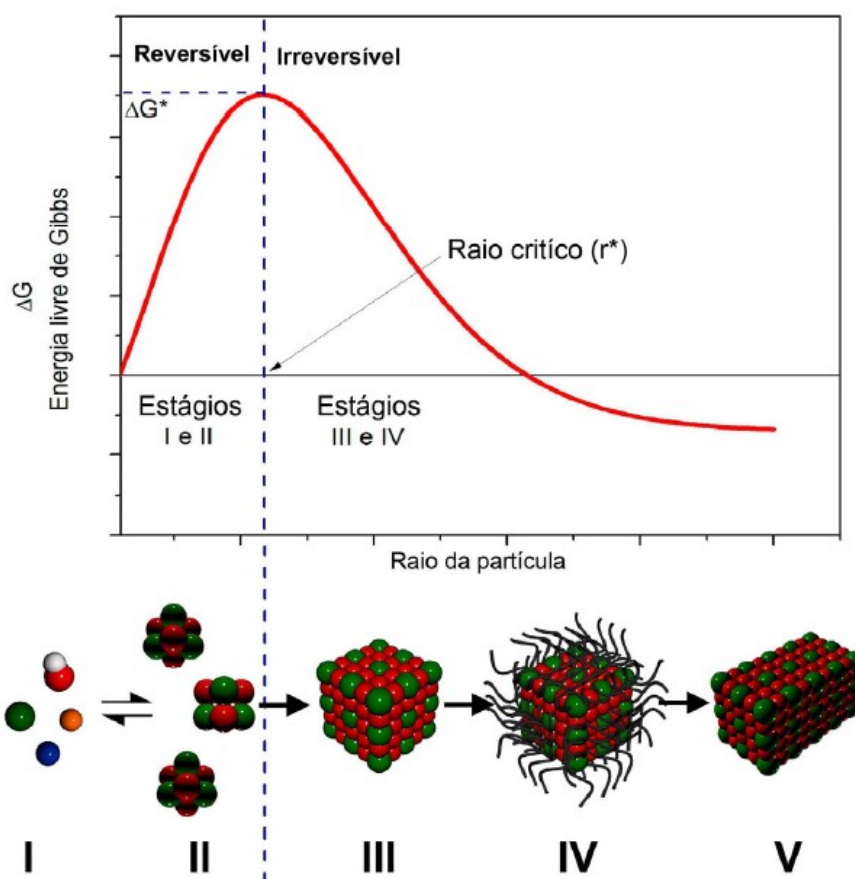 Reversível
Irreversível
ΔG*
Raio critíco (r*)
ΔG
Energia livre de Gibbs
Estágios
I e II
Estágios
III e IV
Raio da partícula
I
II
III
IV
V